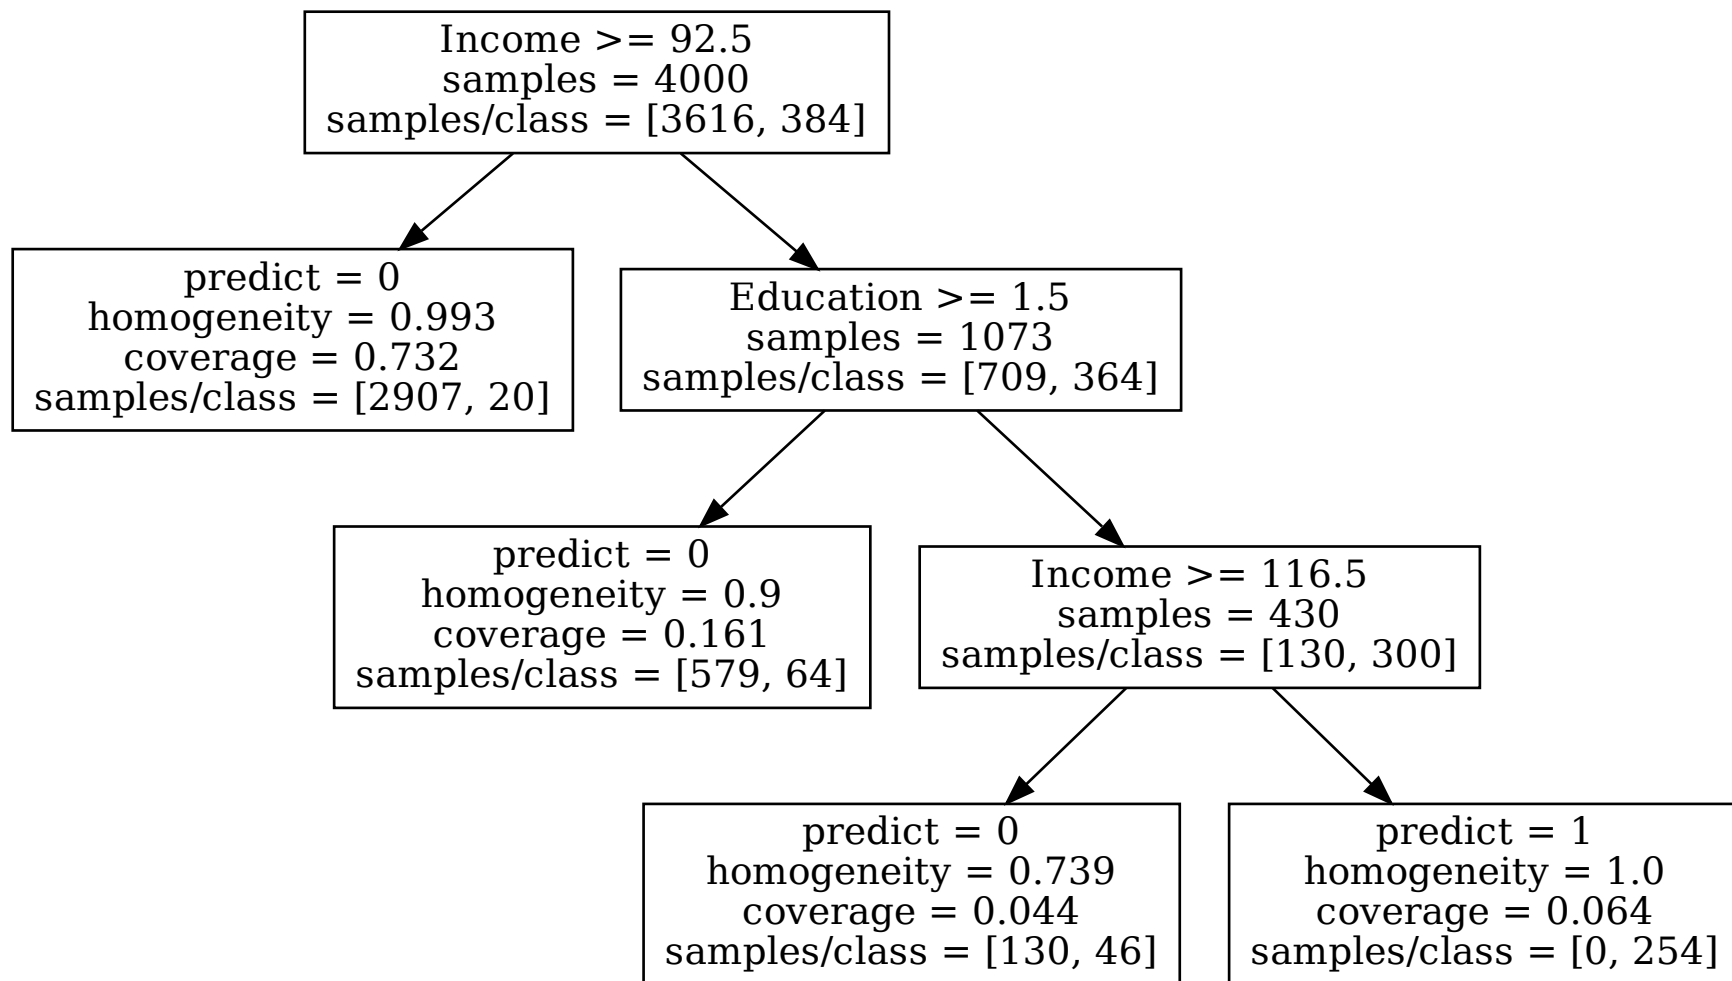 Income >= 92.5
samples = 4000
samples/class = [3616, 384]
predict = 0
homogeneity = 0.993
coverage = 0.732
samples/class = [2907, 20]
Education >= 1.5
samples = 1073
samples/class = [709, 364]
predict = 0
homogeneity = 0.9
coverage = 0.161
samples/class = [579, 64]
Income >= 116.5
samples = 430
samples/class = [130, 300]
predict = 0
homogeneity = 0.739
coverage = 0.044
samples/class = [130, 46]
predict = 1
homogeneity = 1.0
coverage = 0.064
samples/class = [0, 254]